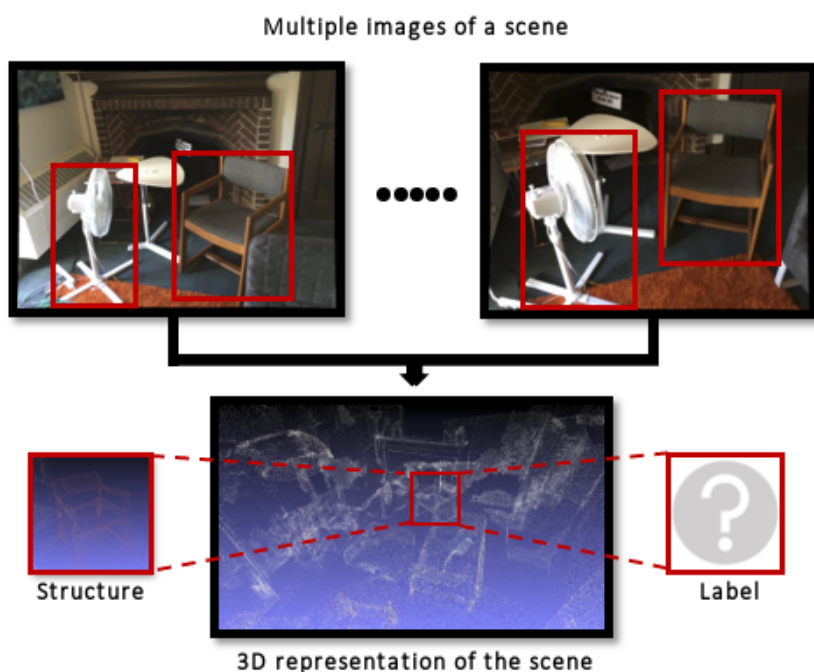 Multiple images of a scene
?
Structure
Label
3D representation of the scene